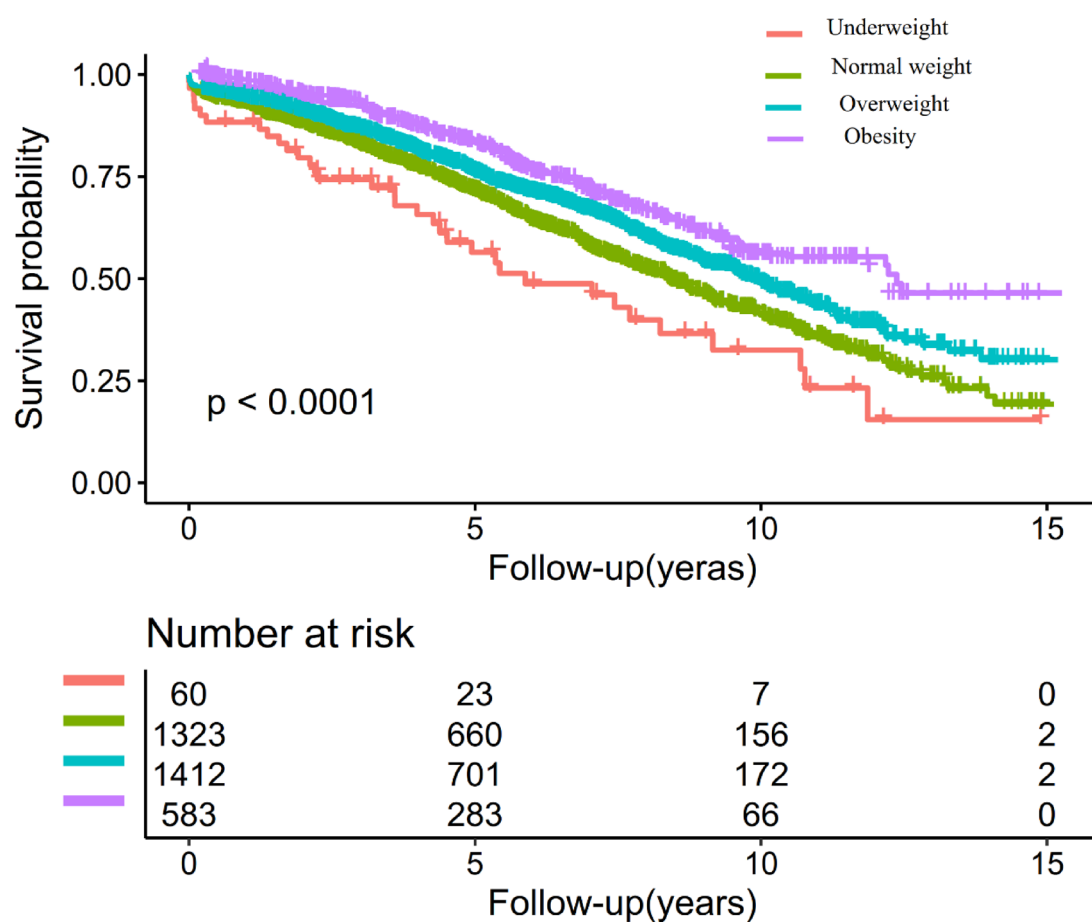 Underweight
Normal weight
Overweight
Obesity
Survival probability
1.00
0.75
0.50
0.25
0.00
p < 0.0001
0 5 10 15
Follow-up(yeras)
Number at risk
60 23 7 0
1323 660 156 2
1412 701 172 2
583 283 66 0
0 5 10 15
Follow-up(years)